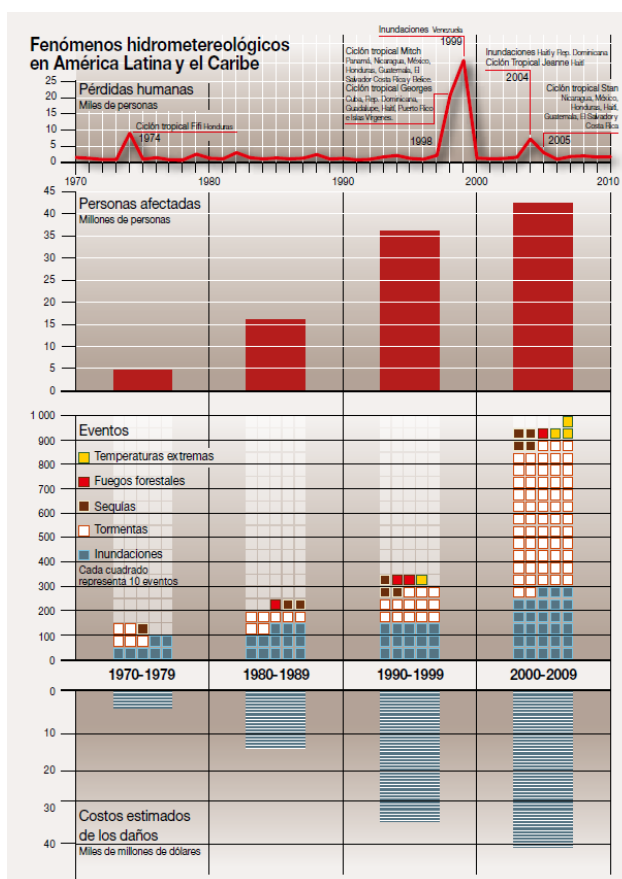 Fenómenos hidrometereológicos
en América Latina y el Caribe
Inundaciones Venezuela
1999
Ciclón tropical Mitch
Panamá, Nicaragua, México,
Honduras, Guatemala, El
Salvador Costa Rica y Belice.
Ciclón tropical Georges
Cuba, Rep. Dominicana,
Guadalupe, Haití, Puerto Rico
e Islas Vírgenes.
1998
Inundaciones Haití y Rep. Dominicana
Ciclón Tropical Jeanne Haití
2004
Ciclón tropical Stan
Nicaragua, México,
Honduras, Haití,
Guatemala, El Salvador y
Costa Rica
2005
Pérdidas humanas
Miles de personas
Ciclón tropical Fifi Honduras
1974
25
20
15
10
5
0
1970 1980 1990 2000 2010
Personas afectadas
Millones de personas
45
40
35
30
25
20
15
10
5
0
Eventos
Temperaturas extremas
Fuegos forestales
Sequías
Tormentas
Inundaciones
Cada cuadrado
representa 10 eventos
1 000
900
800
700
600
500
400
300
200
100
0
1970-1979 1980-1989 1990-1999 2000-2009
0
10
20
30
40
Costos estimados
de los daños
Miles de millones de dólares